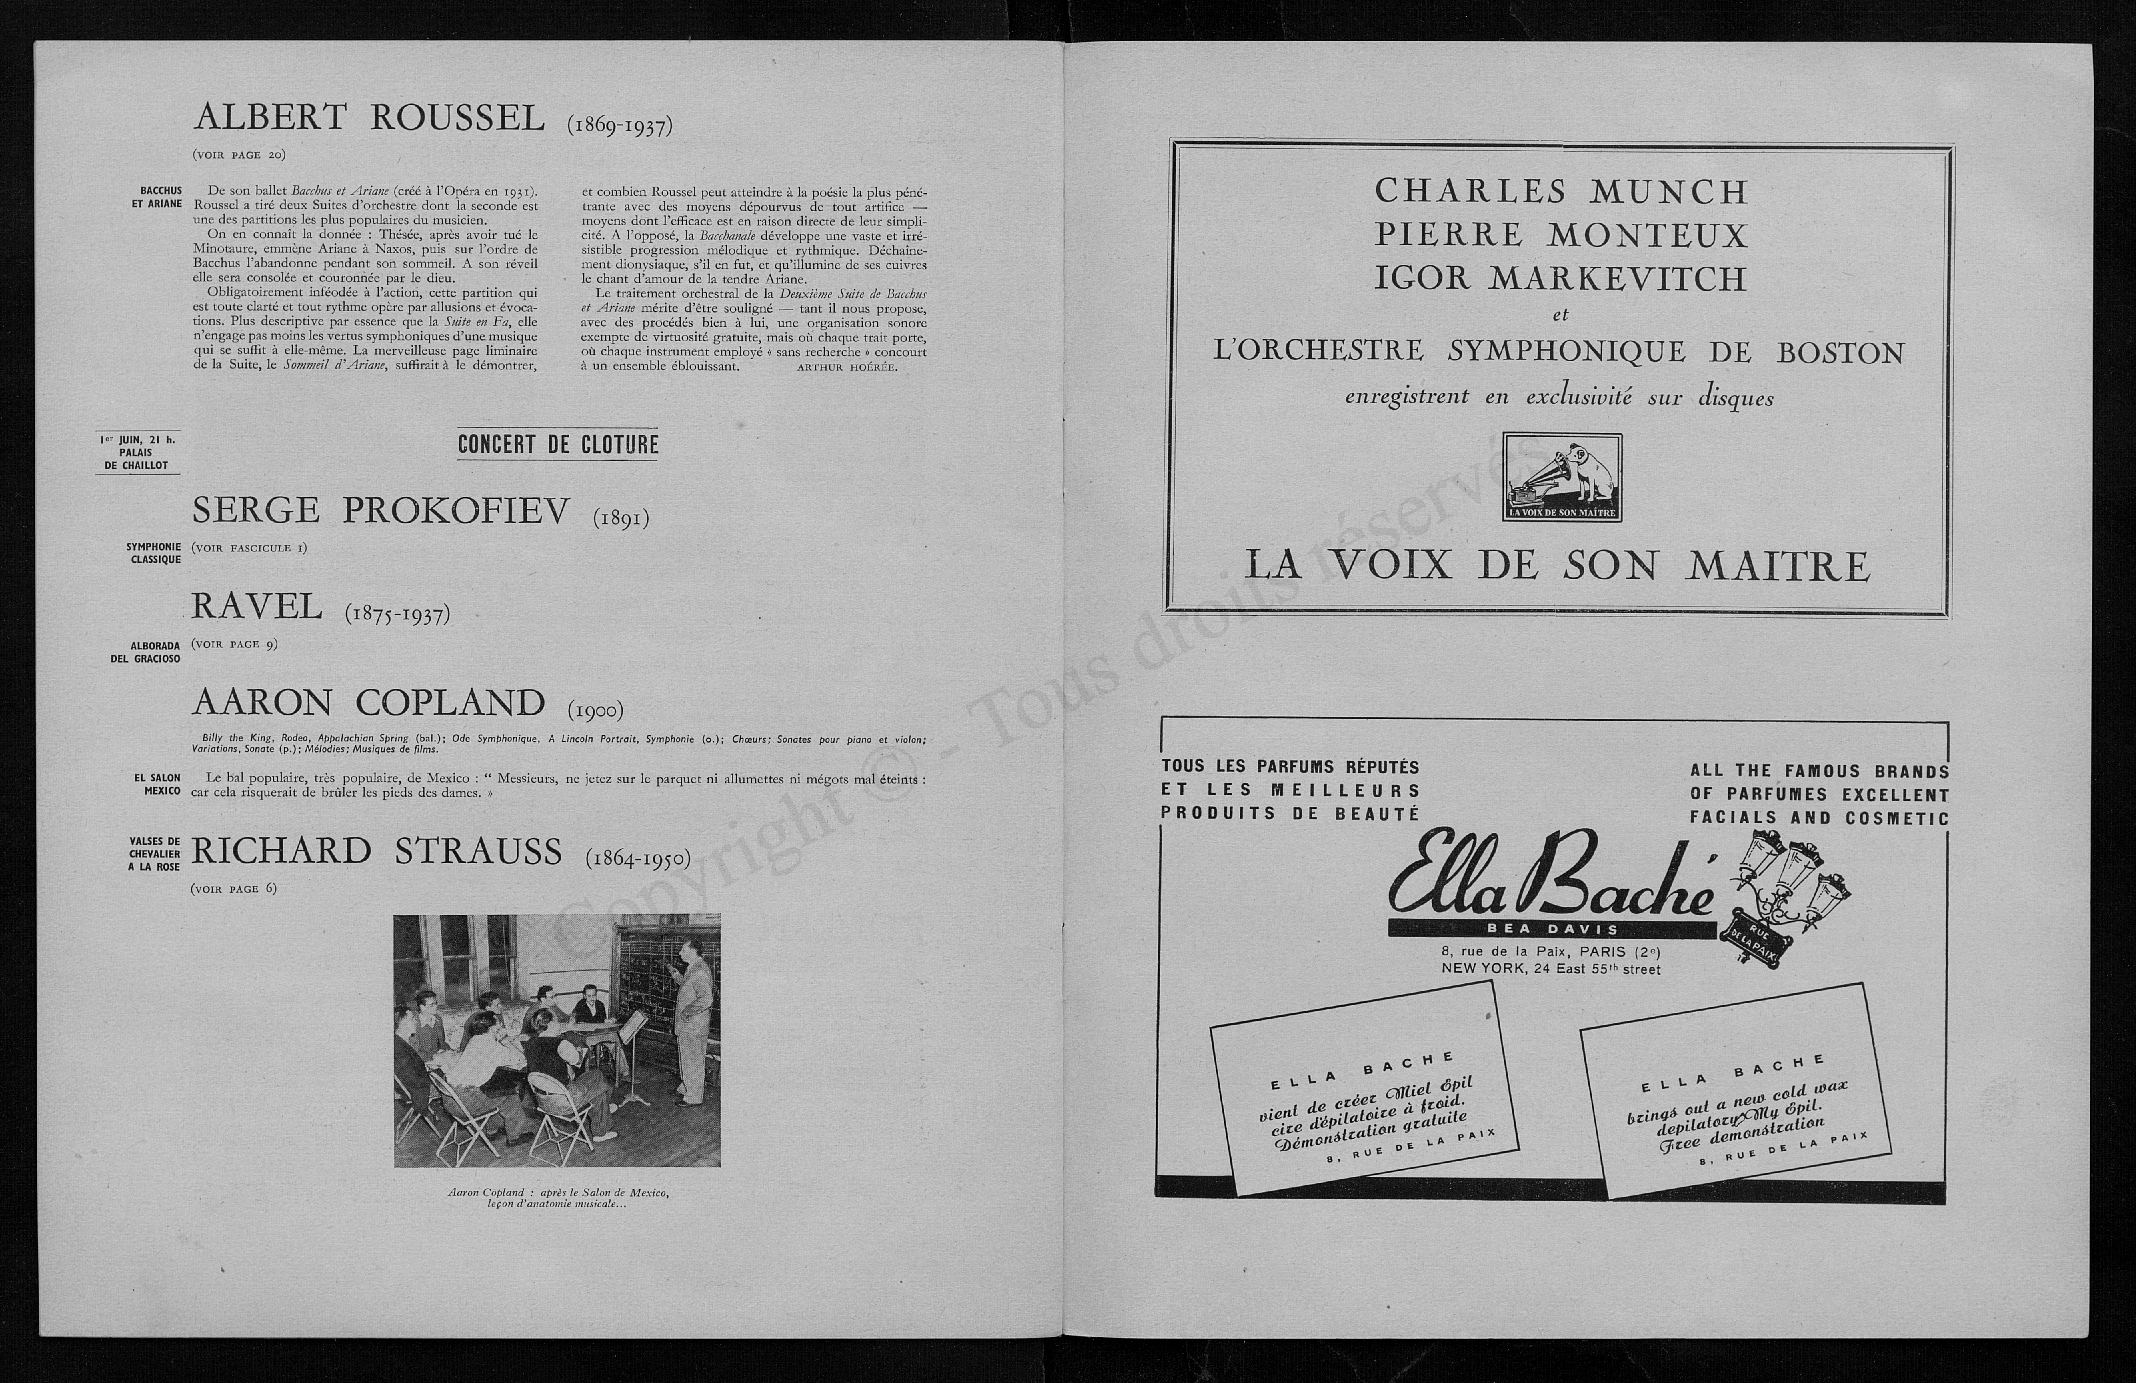 ALBERT ROUSSEL (1869-1937)
(VOIR PAGE 20)
BACCHUS
ET ARIANE
De son ballet Bacchus et Ariane (créé à l'Opéra en 1931).
Roussel a tiré deux Suites d'orchestre dont la seconde est
une des partitions les plus populaires du musicien.
On en connaît la donnée : Thésée, après avoir tué le
Minotaure, emmène Ariane à Naxos, puis sur l'ordre de
Bacchus l'abandonne pendant son sommeil. A son réveil
elle sera consolée et couronnée par le dieu.
Obligatoirement inféodée à l'action, cette partition qui
est toute clarté et tout rythme opère par allusions et évoca-
tions. Plus descriptive par essence que la Suite en Fa, elle
n'engage pas moins les vertus symphoniques d'une musique
qui se suffit à elle-même. La merveilleuse page liminaire
de la Suite, le Sommeil d'Ariane, suffirait à le démontrer,
et combien Roussel peut atteindre à la poésie la plus péné-
trante avec des moyens dépourvus de tout artifice —
moyens dont l'efficace est en raison directe de leur simpli-
cité. A l'opposé, la Bacchanale développe une vaste et irré-
sistible progression mélodique et rythmique. Déchaîne-
ment dionysiaque, s'il en fut, et qu'illumine de ses cuivres
le chant d'amour de la tendre Ariane.
Le traitement orchestral de la Deuxième Suite de Bacchus
et Ariane mérite d'être souligné — tant il nous propose,
avec des procédés bien à lui, une organisation sonore
exempte de virtuosité gratuite, mais où chaque trait porte,
où chaque instrument employé « sans recherche » concourt
à un ensemble éblouissant. ARTHUR HOÉRÉE.
1er JUIN, 21 h.
PALAIS
DE CHAILLOT
CONCERT DE CLOTURE
SERGE PROKOFIEV (1891)
SYMPHONIE
CLASSIQUE
(VOIR FASCICULE 1)
RAVEL (1875-1937)
ALBORADA
DEL GRACIOSO
(VOIR PAGE 9)
AARON COPLAND (1900)
Billy the King, Rodeo, Appalachian Spring (bal.); Ode Symphonique, A Lincoln Portrait, Symphonie (o.); Chœurs; Sonates pour piano et violon;
Variations, Sonate (p.); Mélodies; Musiques de films.
EL SALON
MEXICO
Le bal populaire, très populaire, de Mexico : “ Messieurs, ne jetez sur le parquet ni allumettes ni mégots mal éteints :
car cela risquerait de brûler les pieds des dames. »
VALSES DE
CHEVALIER
A LA ROSE
RICHARD STRAUSS (1864-1950)
(VOIR PAGE 6)
Aaron Copland : après le Salon de Mexico,
leçon d'anatomie musicale...
CHARLES MUNCH
PIERRE MONTEUX
IGOR MARKEVITCH
et
L'ORCHESTRE SYMPHONIQUE DE BOSTON
enregistrent en exclusivité sur disques
LA VOIX DE SON MAÎTRE
LA VOIX DE SON MAITRE
TOUS LES PARFUMS RÉPUTÉS
ET LES MEILLEURS
PRODUITS DE BEAUTÉ
ALL THE FAMOUS BRANDS
OF PARFUMES EXCELLENT
FACIALS AND COSMETIC
Ella Baché
BEA DAVIS
RUE
DE LA PAIX
8, rue de la Paix, PARIS (2e)
NEW YORK, 24 East 55th street
ELLA BACHE
vient de créer Miel Epil
cire d'épilatoire à froid.
Démonstration gratuite
8, RUE DE LA PAIX
ELLA BACHE
brings out a new cold wax
depilatory My Epil.
Free demonstration
8, RUE DE LA PAIX
Copyright © - Tous droits réservés